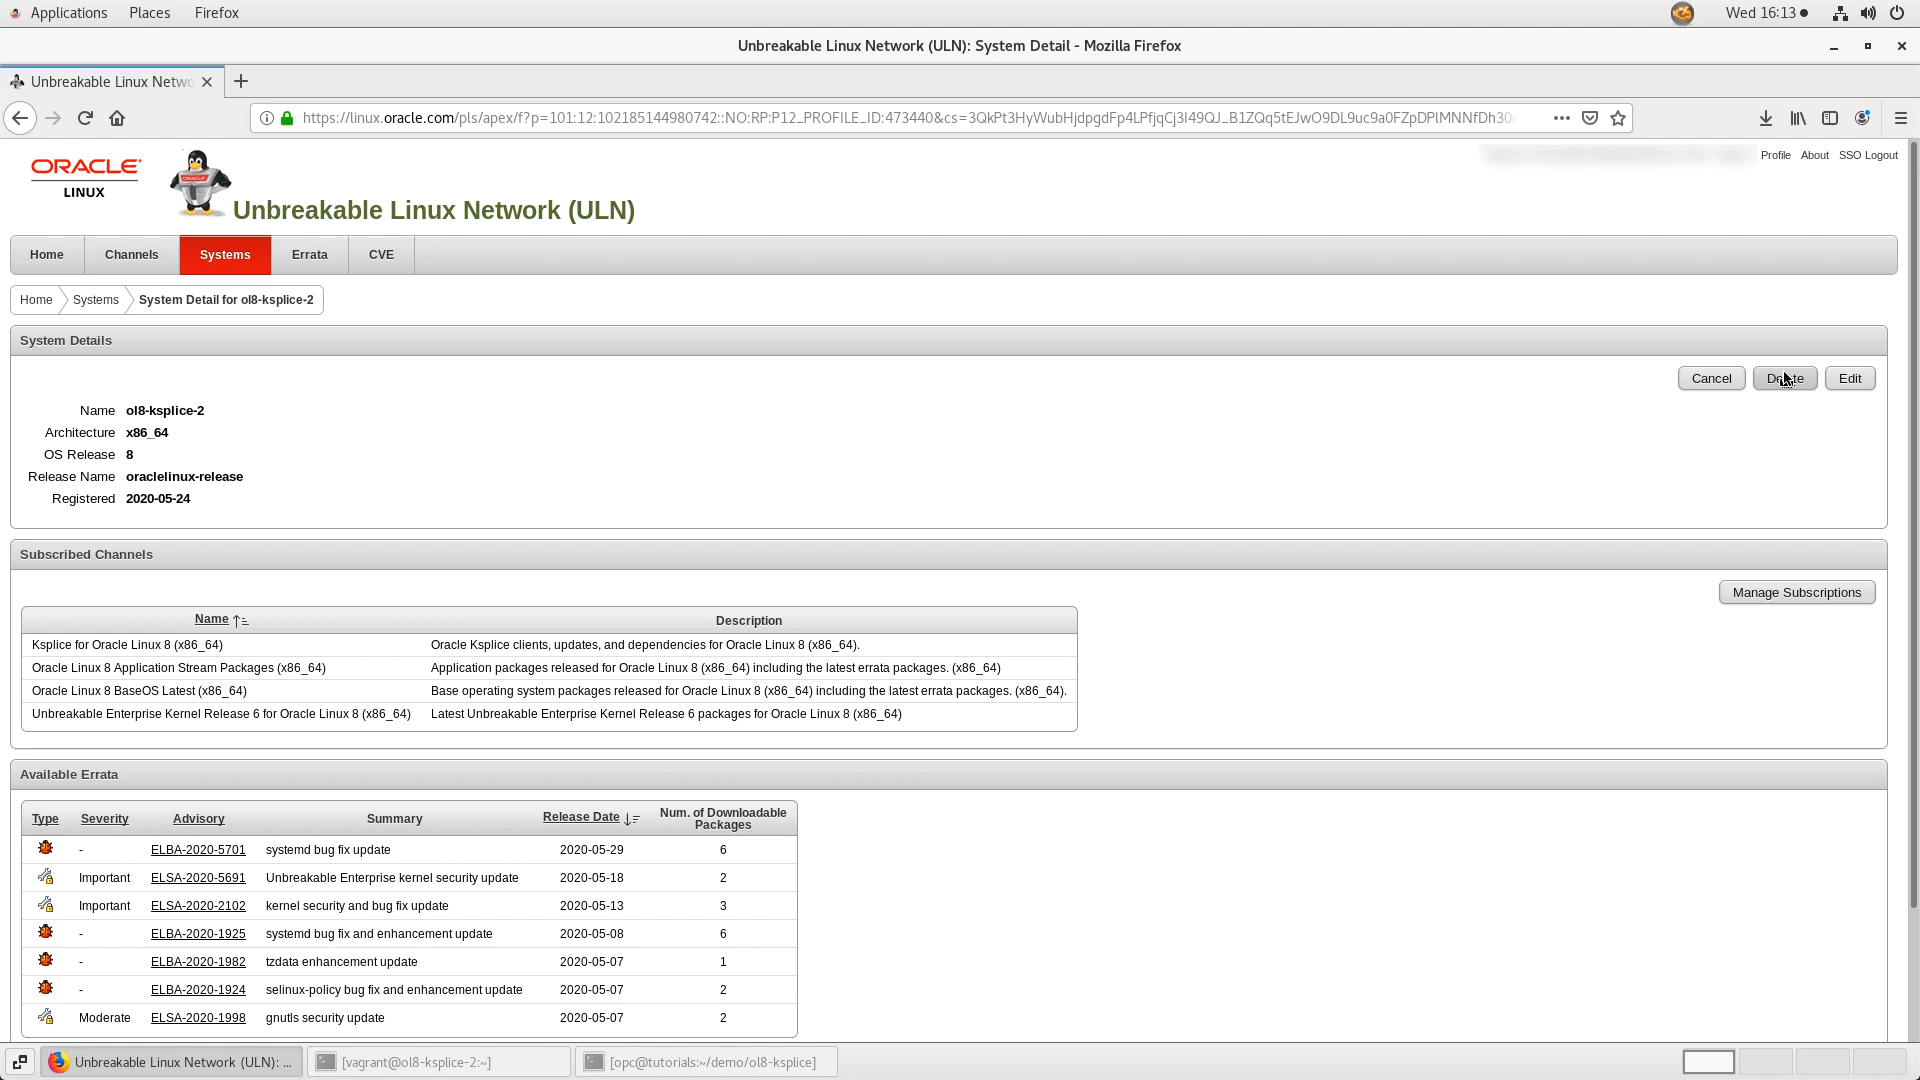 Applications Places Firefox Wed 16:13
Unbreakable Linux Network (ULN): System Detail - Mozilla Firefox
Unbreakable Linux Netwo
https://linux.oracle.com/pls/apex/f?p=101:12:102185144980742::NO:RP:P12_PROFILE_ID:473440&cs=3QkPt3HyWubHjdpgdFp4LPfjqCj3I49QJ_B1ZQq5tEJwO9DL9uc9a0FZpDPlMNNfDh30
Profile About SSO Logout
ORACLE
LINUX
ORACLE
Unbreakable Linux Network (ULN)
Home Channels Systems Errata CVE
Home Systems System Detail for ol8-ksplice-2
System Details
Cancel Delete Edit
Name ol8-ksplice-2
Architecture x86_64
OS Release 8
Release Name oraclelinux-release
Registered 2020-05-24
Subscribed Channels
Manage Subscriptions
Name Description
Ksplice for Oracle Linux 8 (x86_64) Oracle Ksplice clients, updates, and dependencies for Oracle Linux 8 (x86_64).
Oracle Linux 8 Application Stream Packages (x86_64) Application packages released for Oracle Linux 8 (x86_64) including the latest errata packages. (x86_64)
Oracle Linux 8 BaseOS Latest (x86_64) Base operating system packages released for Oracle Linux 8 (x86_64) including the latest errata packages. (x86_64).
Unbreakable Enterprise Kernel Release 6 for Oracle Linux 8 (x86_64) Latest Unbreakable Enterprise Kernel Release 6 packages for Oracle Linux 8 (x86_64)
Available Errata
Type Severity Advisory Summary Release Date Num. of Downloadable
Packages
- ELBA-2020-5701 systemd bug fix update 2020-05-29 6
Important ELSA-2020-5691 Unbreakable Enterprise kernel security update 2020-05-18 2
Important ELSA-2020-2102 kernel security and bug fix update 2020-05-13 3
- ELBA-2020-1925 systemd bug fix and enhancement update 2020-05-08 6
- ELBA-2020-1982 tzdata enhancement update 2020-05-07 1
- ELBA-2020-1924 selinux-policy bug fix and enhancement update 2020-05-07 2
Moderate ELSA-2020-1998 gnutls security update 2020-05-07 2
Unbreakable Linux Network (ULN): ... [vagrant@ol8-ksplice-2:~] [opc@tutorials:~/demo/ol8-ksplice]